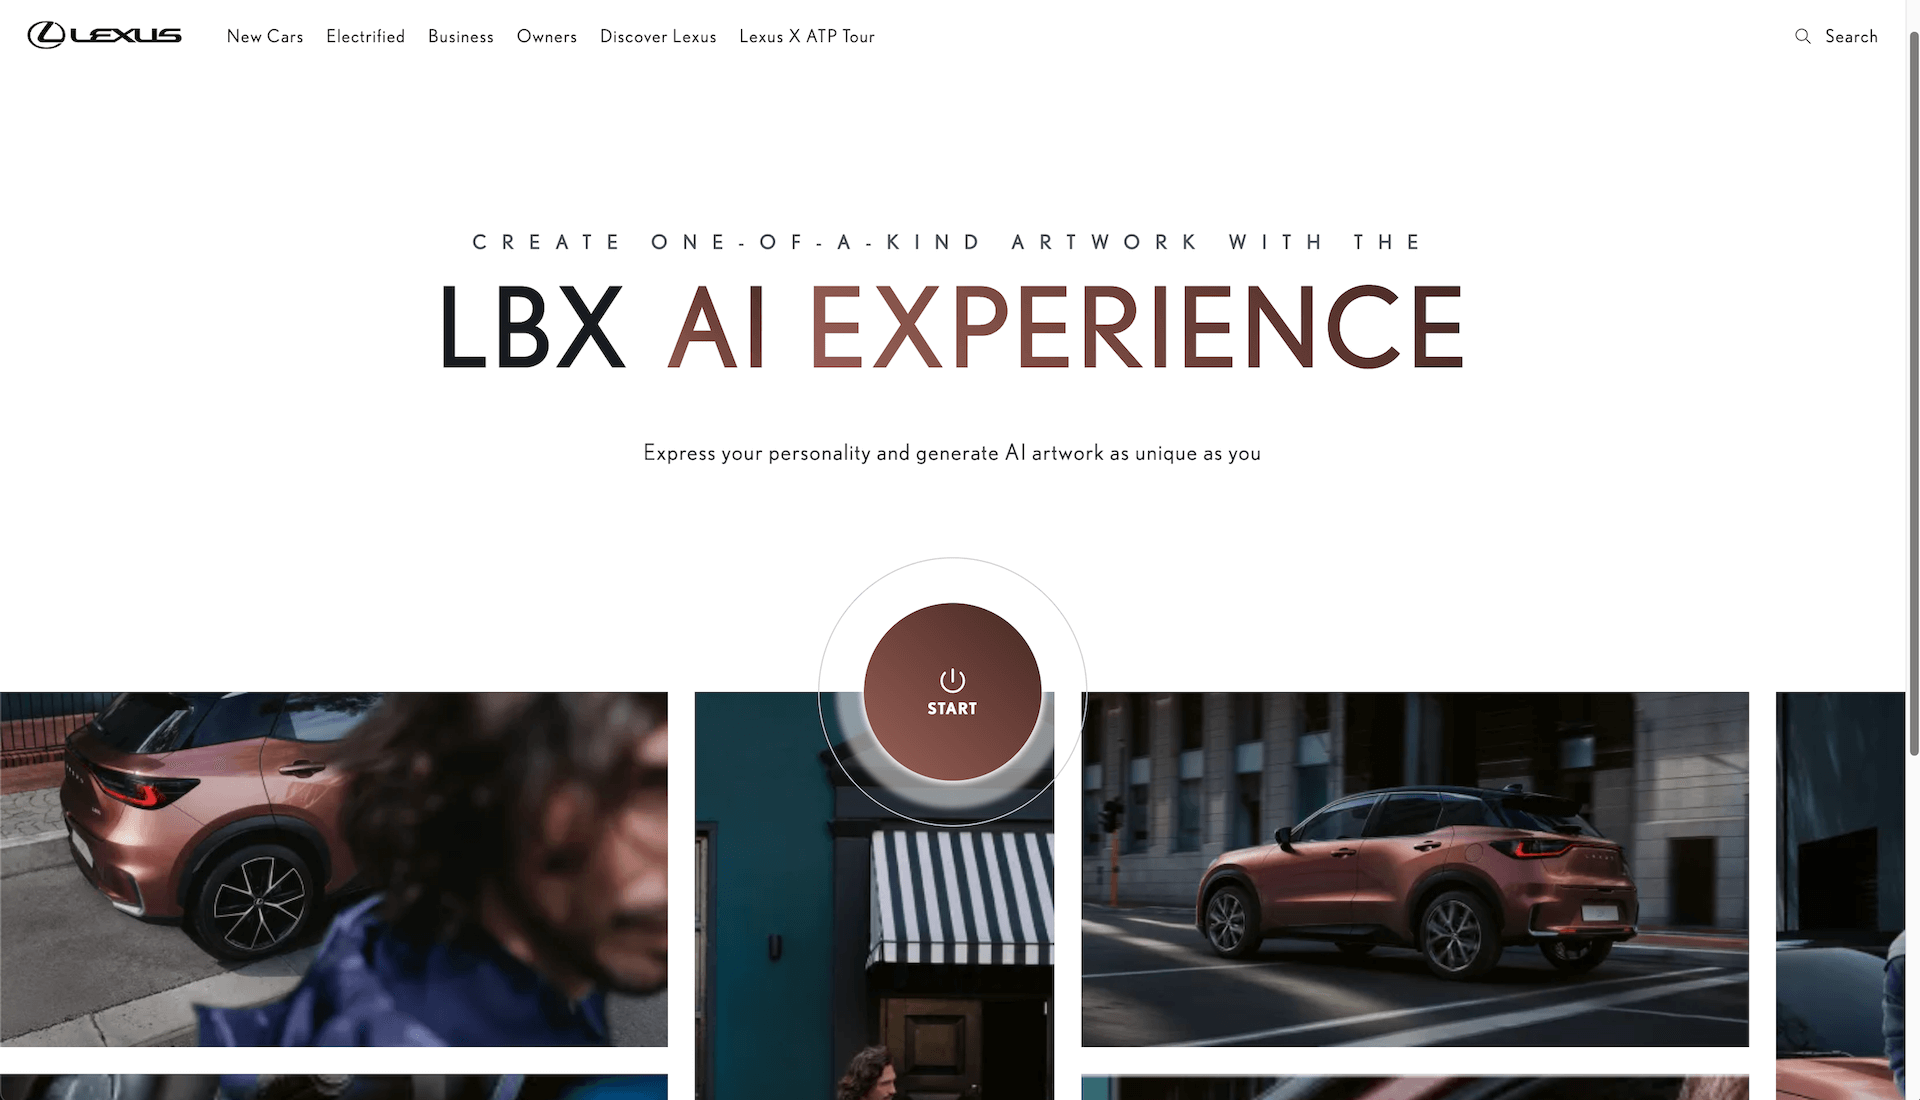 LEXUS
New Cars Electrified Business Owners Discover Lexus Lexus X ATP Tour Search
CREATE ONE-OF-A-KIND ARTWORK WITH THE
LBX AI EXPERIENCE
Express your personality and generate AI artwork as unique as you
START